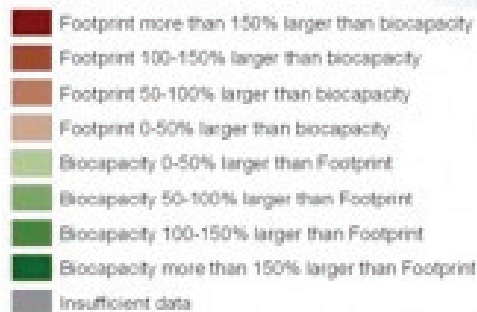 Footprint more than 150% larger than biocapacity
Footprint 100-150% larger than biocapacity
Footprint 50-100% larger than biocapacity
Footprint 0-50% larger than biocapacity
Biocapacity 0-50% larger than Footprint
Biocapacity 50-100% larger than Footprint
Biocapacity 100-150% larger than Footprint
Biocapacity more than 150% larger than Footprint
Insufficient data